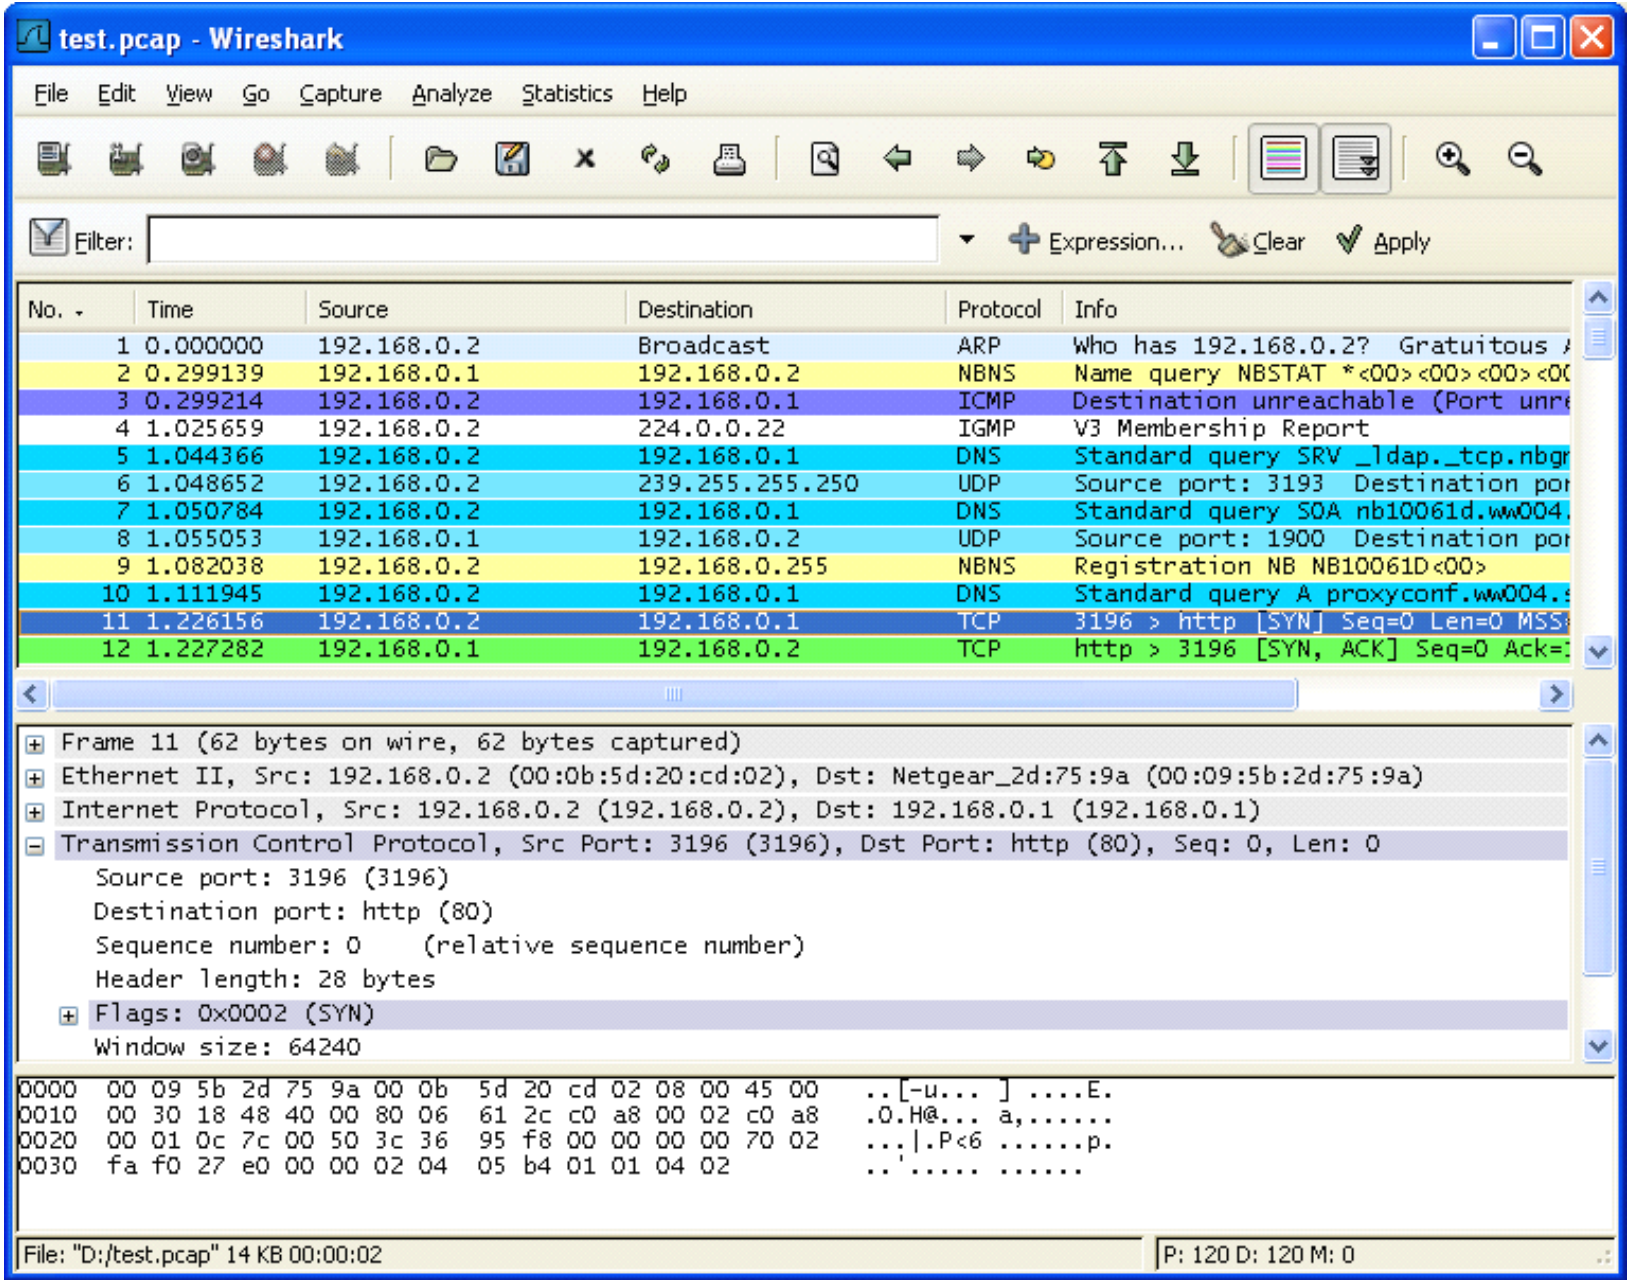 test.pcap - Wireshark
File Edit View Go Capture Analyze Statistics Help
Filter: Expression... Clear Apply
No. Time Source Destination Protocol Info
1 0.000000 192.168.0.2 Broadcast ARP Who has 192.168.0.2? Gratuitous
2 0.299139 192.168.0.1 192.168.0.2 NBNS Name query NBSTAT *<00><00><00><00
3 0.299214 192.168.0.2 192.168.0.1 ICMP Destination unreachable (Port unre
4 1.025659 192.168.0.2 224.0.0.22 IGMP V3 Membership Report
5 1.044366 192.168.0.2 192.168.0.1 DNS Standard query SRV _ldap._tcp.nbgm
6 1.048652 192.168.0.2 239.255.255.250 UDP Source port: 3193 Destination por
7 1.050784 192.168.0.2 192.168.0.1 DNS Standard query SOA nb10061d.ww004.
8 1.055053 192.168.0.1 192.168.0.2 UDP Source port: 1900 Destination por
9 1.082038 192.168.0.2 192.168.0.255 NBNS Registration NB NB10061D<00>
10 1.111945 192.168.0.2 192.168.0.1 DNS Standard query A proxyconf.ww004.s
11 1.226156 192.168.0.2 192.168.0.1 TCP 3196 > http [SYN] Seq=0 Len=0 MSS=
12 1.227282 192.168.0.1 192.168.0.2 TCP http > 3196 [SYN, ACK] Seq=0 Ack=1
Frame 11 (62 bytes on wire, 62 bytes captured)
Ethernet II, Src: 192.168.0.2 (00:0b:5d:20:cd:02), Dst: Netgear_2d:75:9a (00:09:5b:2d:75:9a)
Internet Protocol, Src: 192.168.0.2 (192.168.0.2), Dst: 192.168.0.1 (192.168.0.1)
Transmission Control Protocol, Src Port: 3196 (3196), Dst Port: http (80), Seq: 0, Len: 0
Source port: 3196 (3196)
Destination port: http (80)
Sequence number: 0 (relative sequence number)
Header length: 28 bytes
Flags: 0x0002 (SYN)
Window size: 64240
0000 00 09 5b 2d 75 9a 00 0b 5d 20 cd 02 08 00 45 00 ..[-u... ] ....E.
0010 00 30 18 48 40 00 80 06 61 2c c0 a8 00 02 c0 a8 .0.H@... a,......
0020 00 01 0c 7c 00 50 3c 36 95 f8 00 00 00 00 70 02 ...|.P<6 ......p.
0030 fa f0 27 e0 00 00 02 04 05 b4 01 01 04 02 ..'..... ......
File: "D:/test.pcap" 14 KB 00:00:02 P: 120 D: 120 M: 0